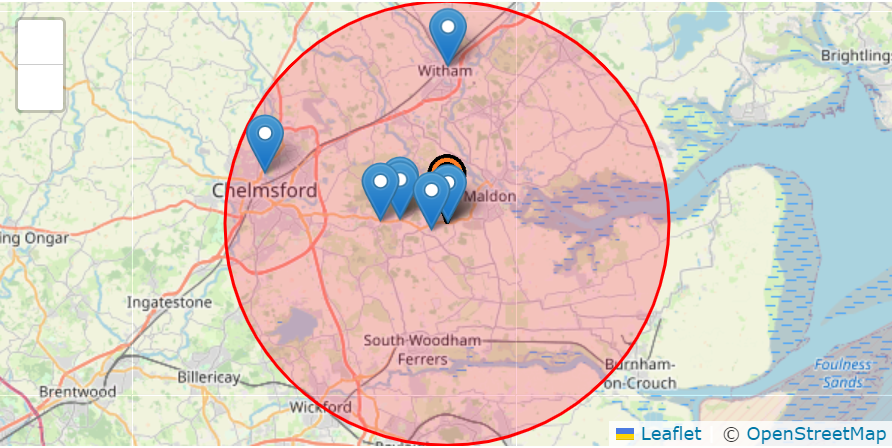 Brightlings
Witham
Chelmsford
Maldon
ing Ongar
Ingatestone
South Woodham
Ferrers
Burnham-
on-Crouch
Foulness
Sands
Billericay
Brentwood
Wickford
Leaflet © OpenStreetMap